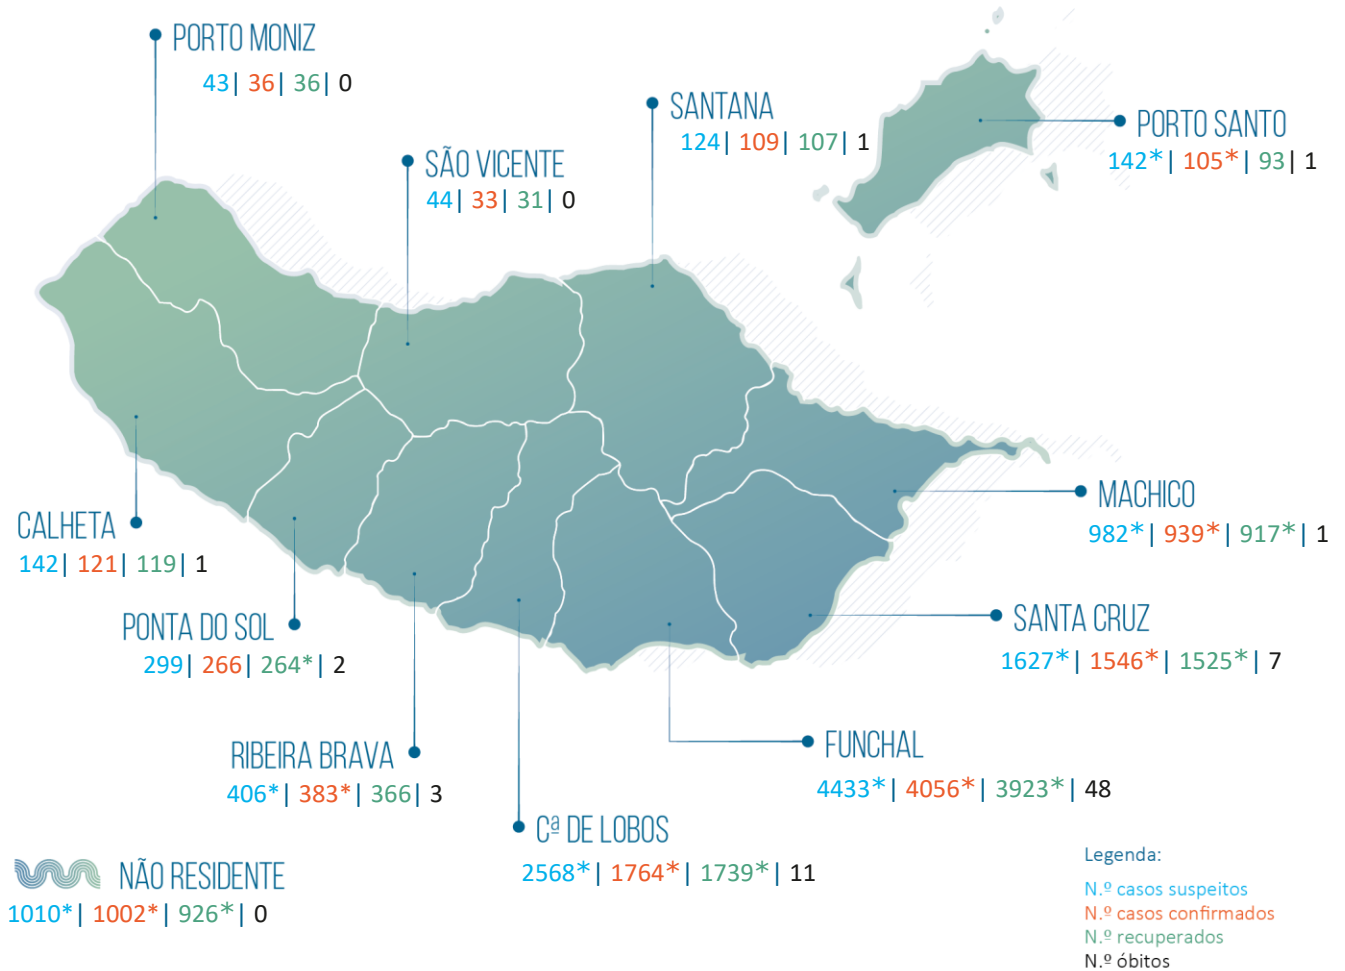 PORTO MONIZ
43| 36| 36| 0
SANTANA
124| 109| 107| 1
PORTO SANTO
142*| 105*| 93| 1
SÃO VICENTE
44| 33| 31| 0
MACHICO
982*| 939*| 917*| 1
CALHETA
142| 121| 119| 1
PONTA DO SOL
299| 266| 264*| 2
SANTA CRUZ
1627*| 1546*| 1525*| 7
RIBEIRA BRAVA
406*| 383*| 366| 3
FUNCHAL
4433*| 4056*| 3923*| 48
Cª DE LOBOS
2568*| 1764*| 1739*| 11
NÃO RESIDENTE
1010*| 1002*| 926*| 0
Legenda:
N.º casos suspeitos
N.º casos confirmados
N.º recuperados
N.º óbitos